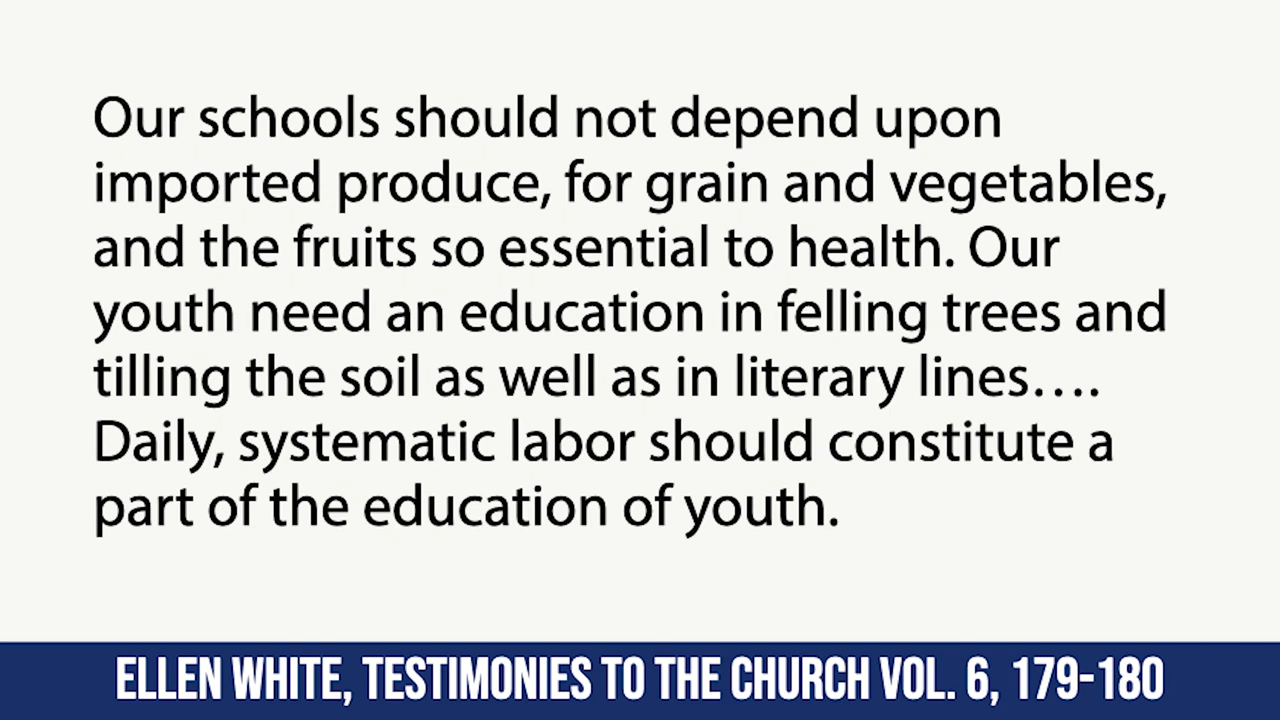 Our schools should not depend upon
imported produce, for grain and vegetables,
and the fruits so essential to health. Our
youth need an education in felling trees and
tilling the soil as well as in literary lines….
Daily, systematic labor should constitute a
part of the education of youth.
ELLEN WHITE, TESTIMONIES TO THE CHURCH VOL. 6, 179-180